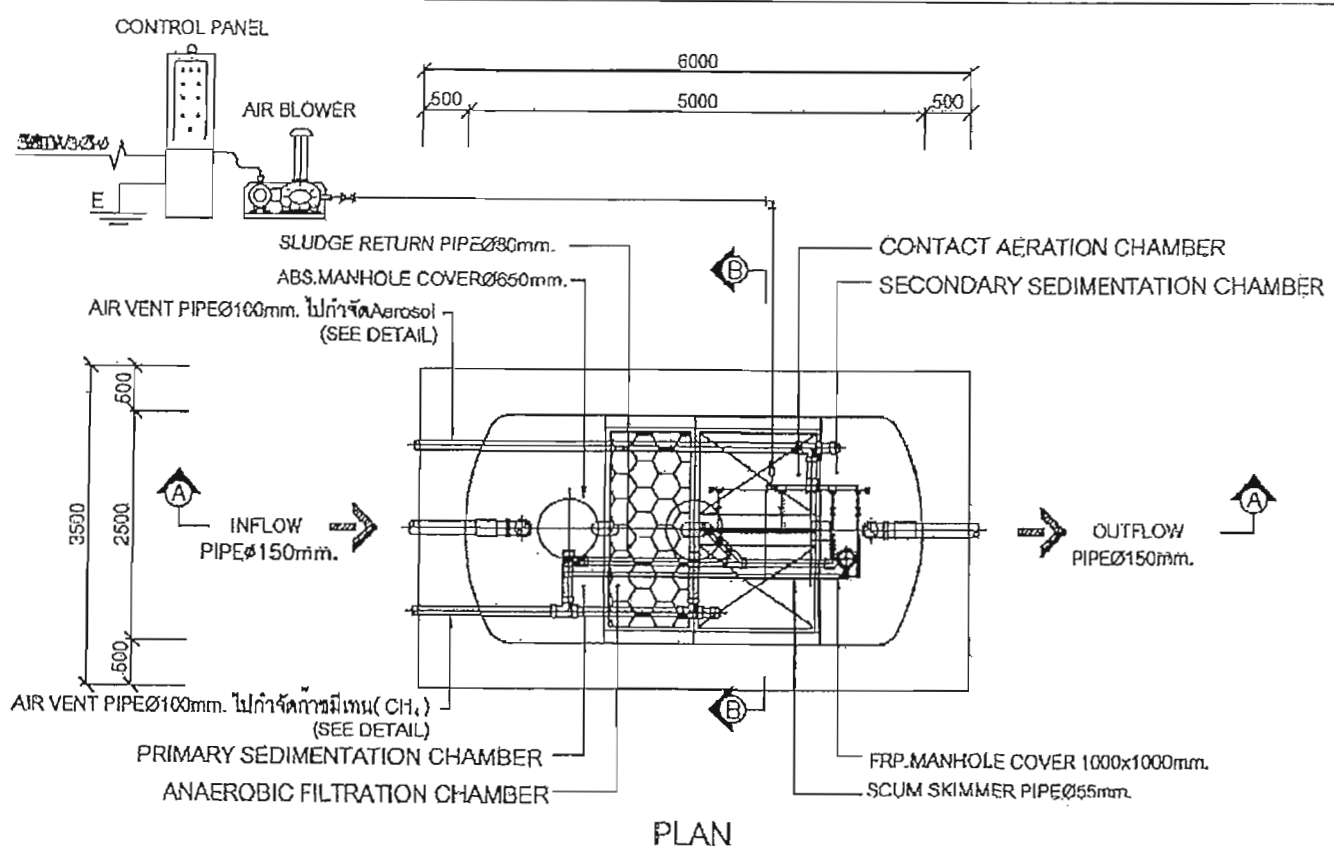 CONTROL PANEL
AIR BLOWER
E
6000
500
5000
500
SLUDGE RETURN PIPEØ80mm.
ABS.MANHOLE COVERØ650mm.
AIR VENT PIPEØ100mm. ไปกำจัดAerosol
(SEE DETAIL)
B
CONTACT AERATION CHAMBER
SECONDARY SEDIMENTATION CHAMBER
500
3500
2500
500
A
INFLOW
PIPEØ150mm.
A
OUTFLOW
PIPEØ150mm.
AIR VENT PIPEØ100mm. ไปกำจัดก๊าซมีเทน( CH₄ )
(SEE DETAIL)
B
PRIMARY SEDIMENTATION CHAMBER
ANAEROBIC FILTRATION CHAMBER
FRP.MANHOLE COVER 1000x1000mm.
SCUM SKIMMER PIPEØ55mm.
PLAN